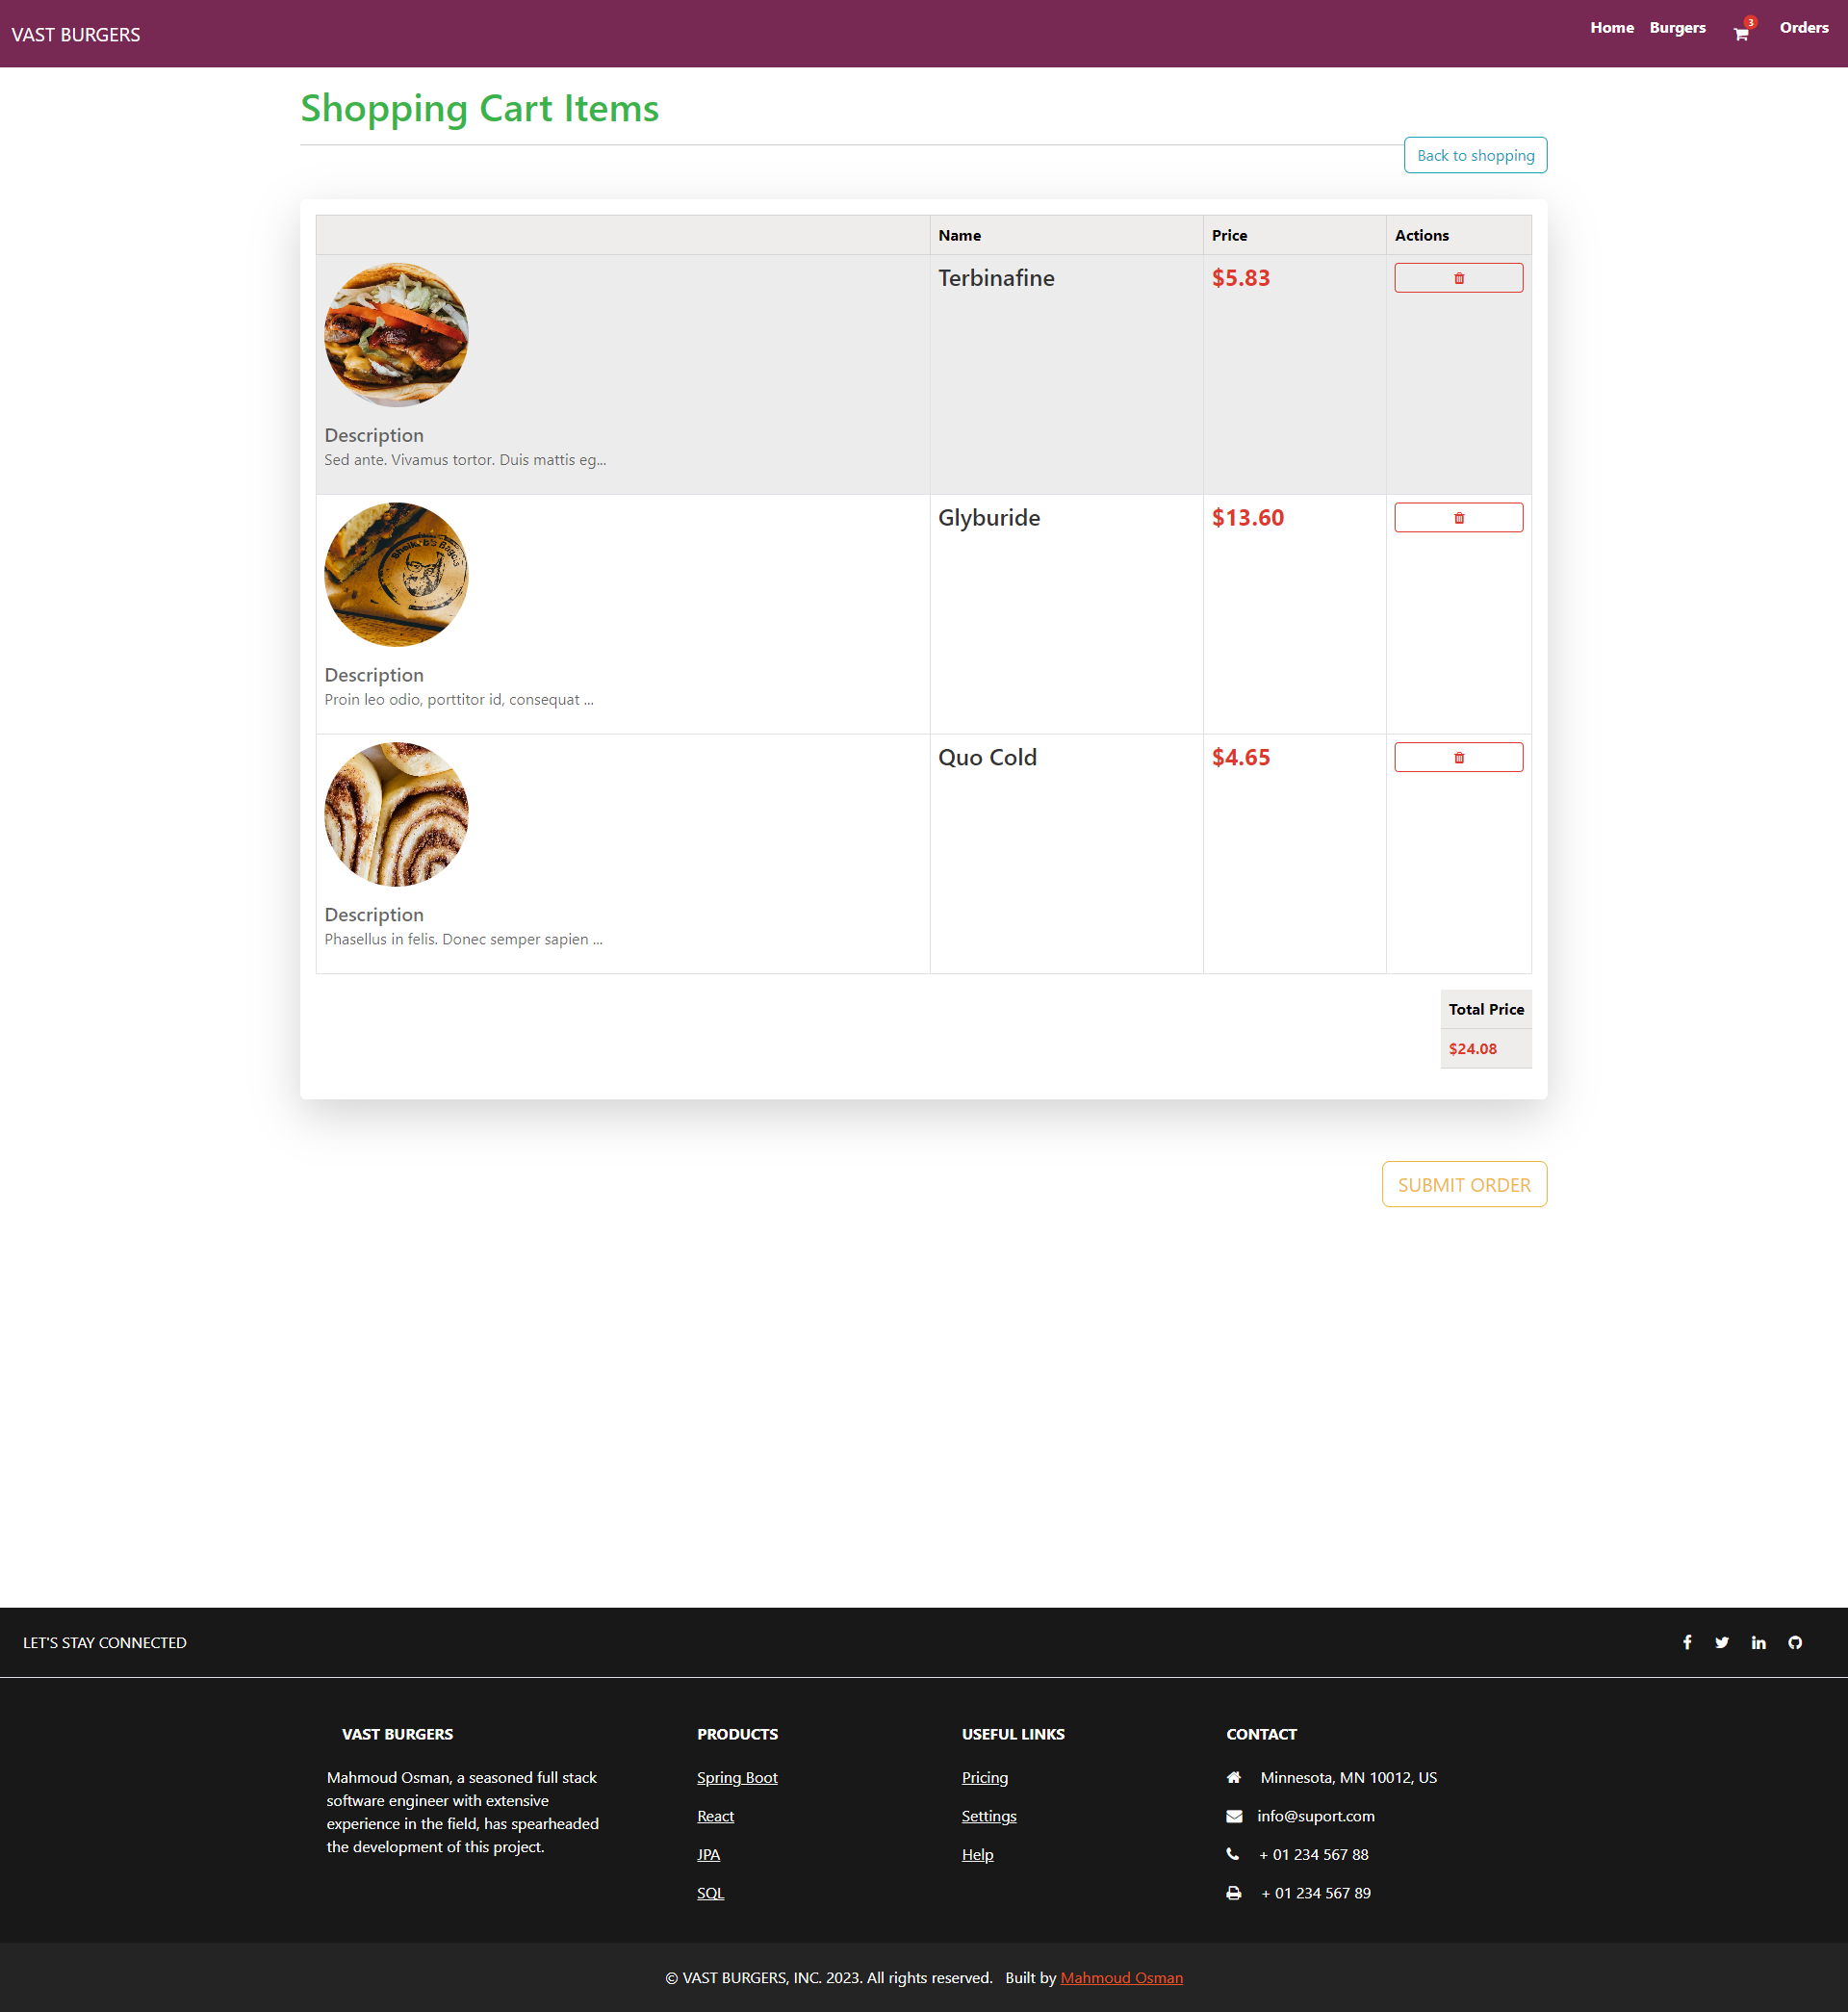 VAST BURGERS
Home Burgers 3 Orders
Shopping Cart Items
Back to shopping
Name Price Actions
Terbinafine $5.83
Description
Sed ante. Vivamus tortor. Duis mattis eg...
Glyburide $13.60
Description
Proin leo odio, porttitor id, consequat ...
Quo Cold $4.65
Description
Phasellus in felis. Donec semper sapien ...
Total Price
$24.08
SUBMIT ORDER
LET'S STAY CONNECTED
VAST BURGERS
Mahmoud Osman, a seasoned full stack
software engineer with extensive
experience in the field, has spearheaded
the development of this project.
PRODUCTS
Spring Boot
React
JPA
SQL
USEFUL LINKS
Pricing
Settings
Help
CONTACT
Minnesota, MN 10012, US
info@suport.com
+ 01 234 567 88
+ 01 234 567 89
© VAST BURGERS, INC. 2023. All rights reserved. Built by Mahmoud Osman